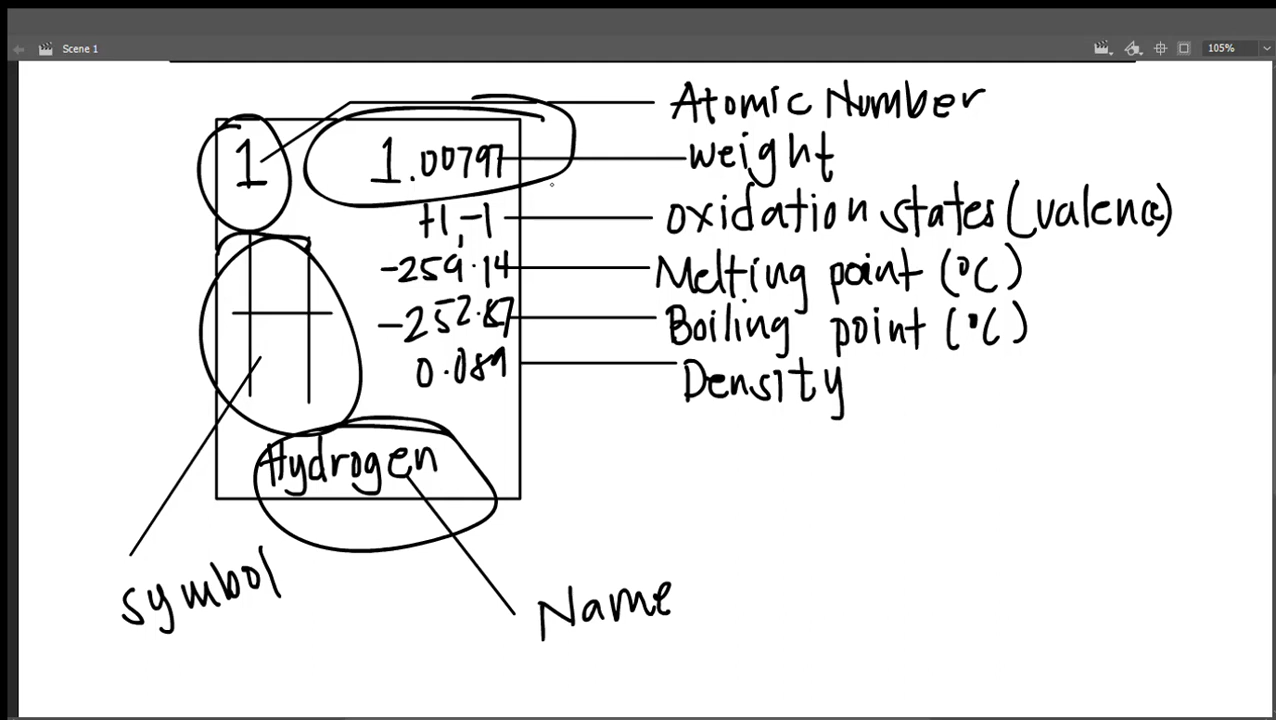 Scene 1
105%
Atomic Number
1
1.00797
weight
+1,-1
oxidation states (valence)
-259.14
Melting point (°C)
-252.87
Boiling point (°C)
0.089
Density
H
Hydrogen
symbol
Name